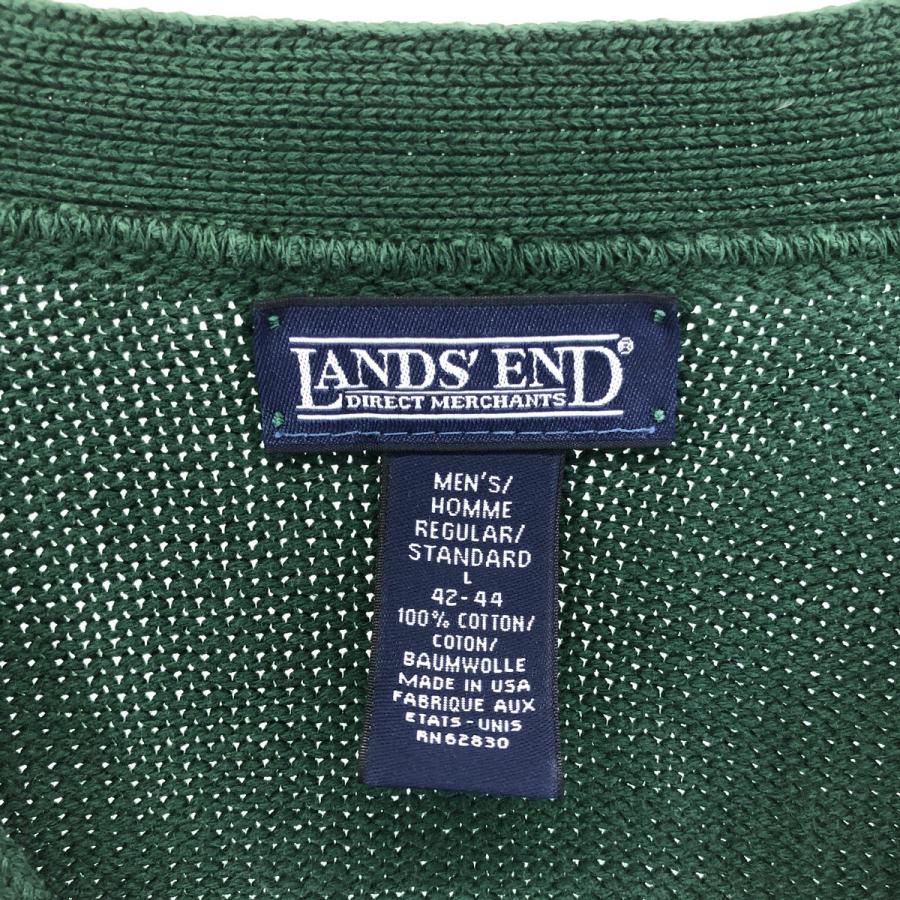 LANDS' END®
DIRECT MERCHANTS
MEN'S/
HOMME
REGULAR/
STANDARD
L
42-44
100% COTTON/
COTON/
BAUMWOLLE
MADE IN USA
FABRIQUE AUX
ETATS-UNIS
RN62830